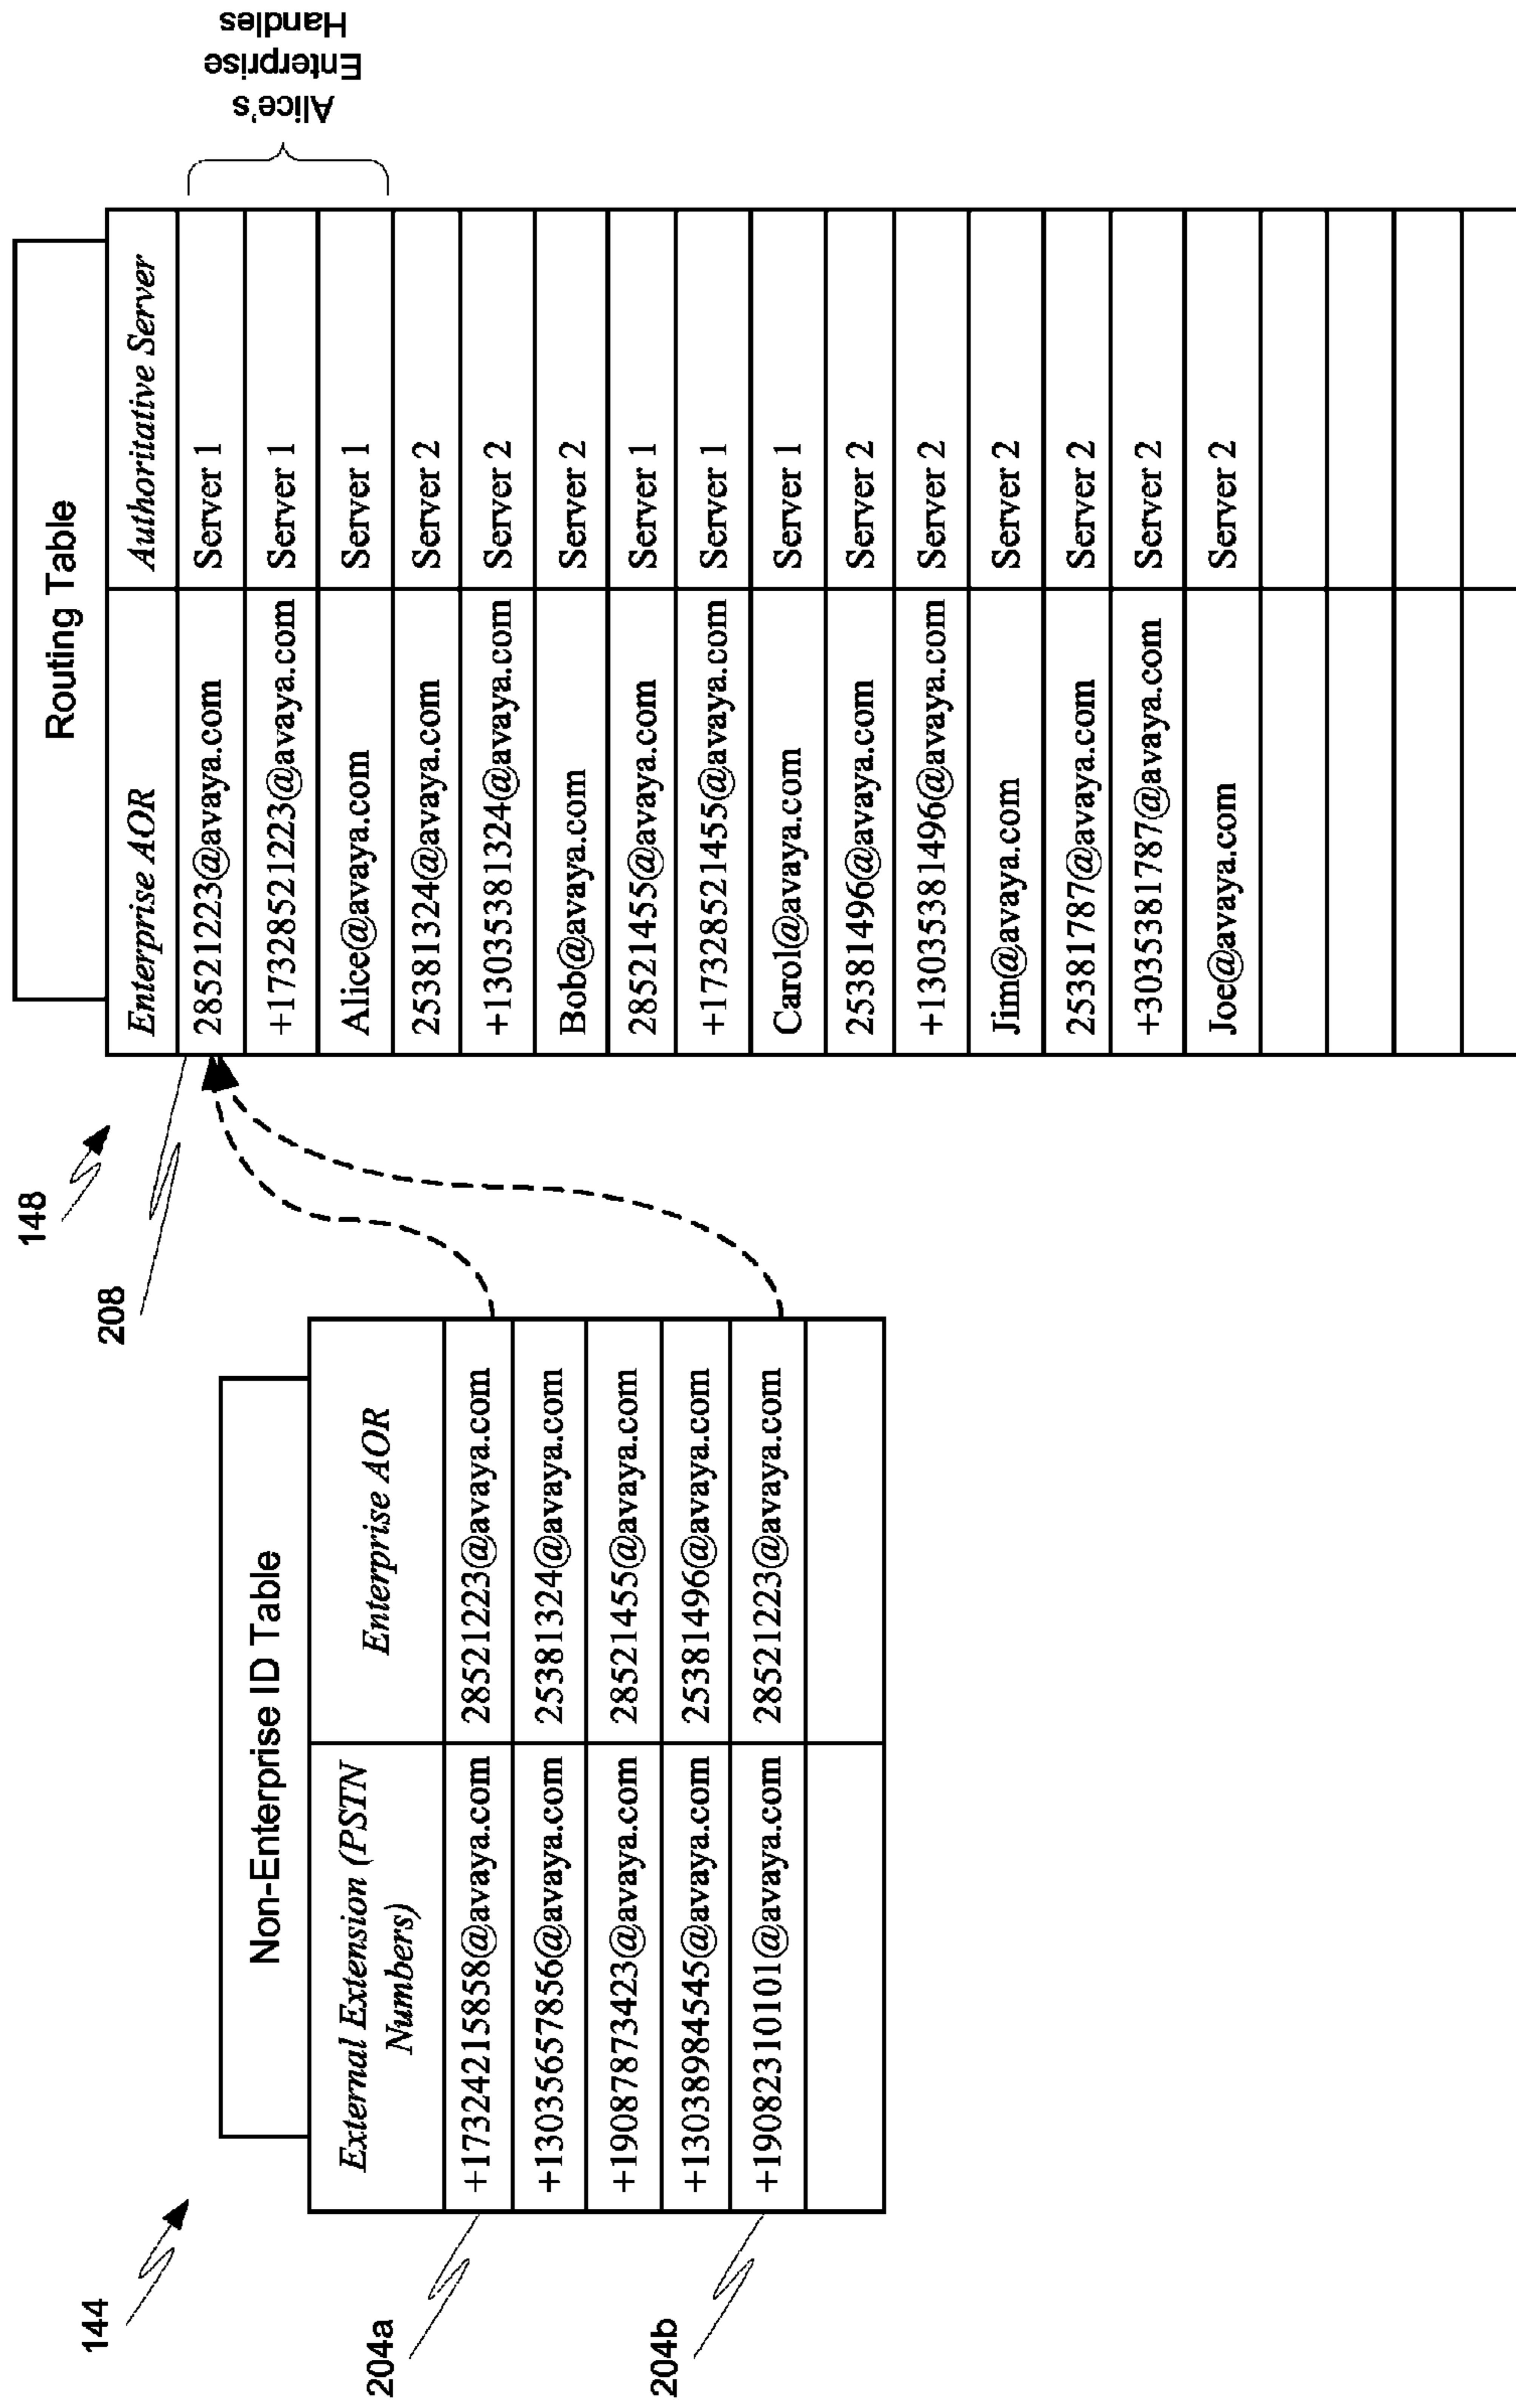 144
Non-Enterprise ID Table
External Extension (PSTN Numbers) Enterprise AOR
204a
+17324215858@avaya.com 28521223@avaya.com
+13035657856@avaya.com 25381324@avaya.com
+19087873423@avaya.com 28521455@avaya.com
+13038984545@avaya.com 25381496@avaya.com
204b
+19082310101@avaya.com 28521223@avaya.com
148
208
Routing Table
Enterprise AOR Authoritative Server
28521223@avaya.com Server 1
+17328521223@avaya.com Server 1
Alice@avaya.com Server 1
25381324@avaya.com Server 2
+13035381324@avaya.com Server 2
Bob@avaya.com Server 2
28521455@avaya.com Server 1
+17328521455@avaya.com Server 1
Carol@avaya.com Server 1
25381496@avaya.com Server 2
+13035381496@avaya.com Server 2
Jim@avaya.com Server 2
25381787@avaya.com Server 2
+3035381787@avaya.com Server 2
Joe@avaya.com Server 2
Alice's
Enterprise
Handles